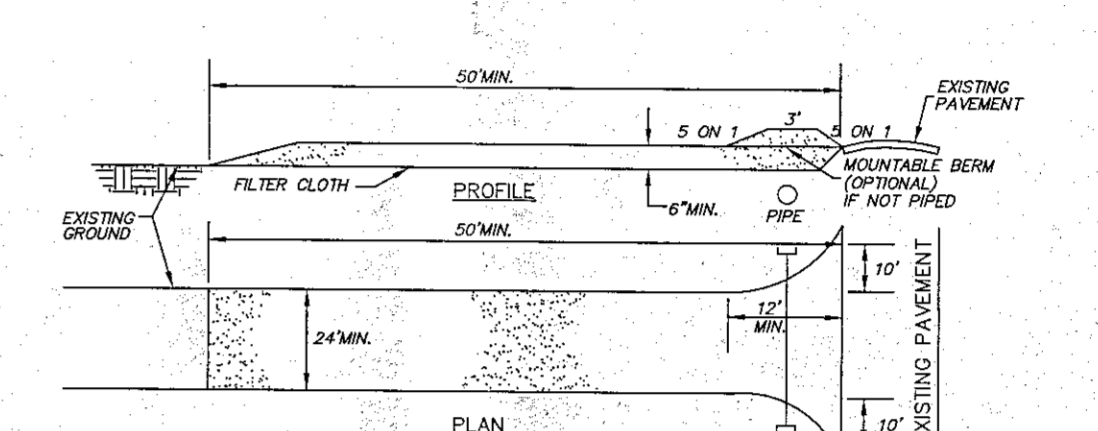 50'MIN.
EXISTING
PAVEMENT
3'
5 ON 1
5 ON 1
MOUNTABLE BERM
(OPTIONAL)
IF NOT PIPED
FILTER CLOTH
PROFILE
6"MIN.
PIPE
EXISTING
GROUND
50'MIN.
10'
12'
MIN.
24'MIN.
EXISTING PAVEMENT
PLAN
10'